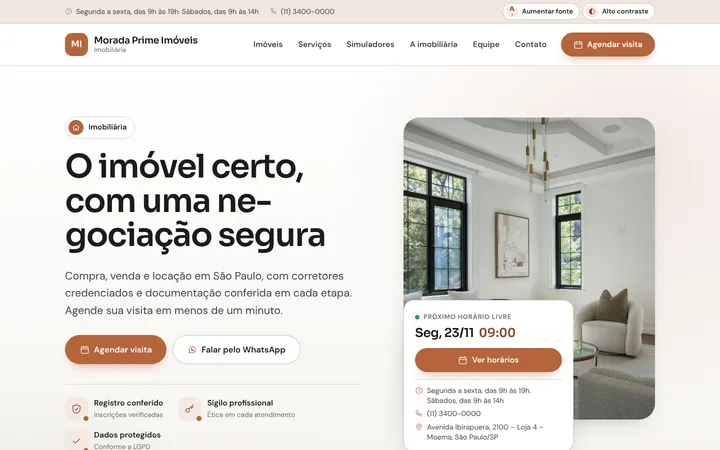 Segunda a sexta, das 9h às 19h. Sábados, das 9h às 14h
(11) 3400-0000
A
Aumentar fonte
Alto contraste
MI
Morada Prime Imóveis
Imobiliária
Imóveis
Serviços
Simuladores
A imobiliária
Equipe
Contato
Agendar visita
Imobiliária
O imóvel certo,
com uma ne-
gociação segura
Compra, venda e locação em São Paulo, com corretores
credenciados e documentação conferida em cada etapa.
Agende sua visita em menos de um minuto.
Agendar visita
Falar pelo WhatsApp
Registro conferido
Inscrições verificadas
Sigilo profissional
Ética em cada atendimento
Dados protegidos
Conforme a LGPD
PRÓXIMO HORÁRIO LIVRE
Seg, 23/11 09:00
Ver horários
Segunda a sexta, das 9h às 19h.
Sábados, das 9h às 14h
(11) 3400-0000
Avenida Ibirapuera, 2100 – Loja 4 –
Moema, São Paulo/SP